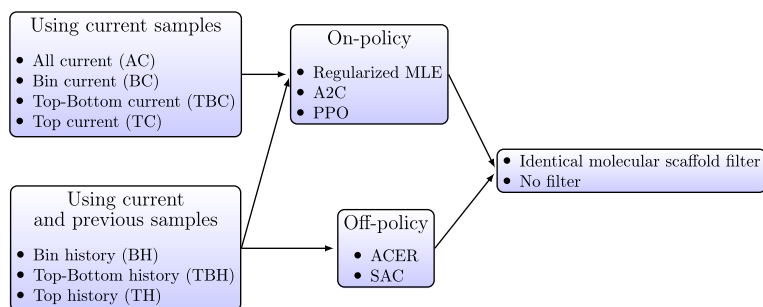 Using current samples
• All current (AC)
• Bin current (BC)
• Top-Bottom current (TBC)
• Top current (TC)
Using current
and previous samples
• Bin history (BH)
• Top-Bottom history (TBH)
• Top history (TH)
On-policy
• Regularized MLE
• A2C
• PPO
Off-policy
• ACER
• SAC
• Identical molecular scaffold filter
• No filter